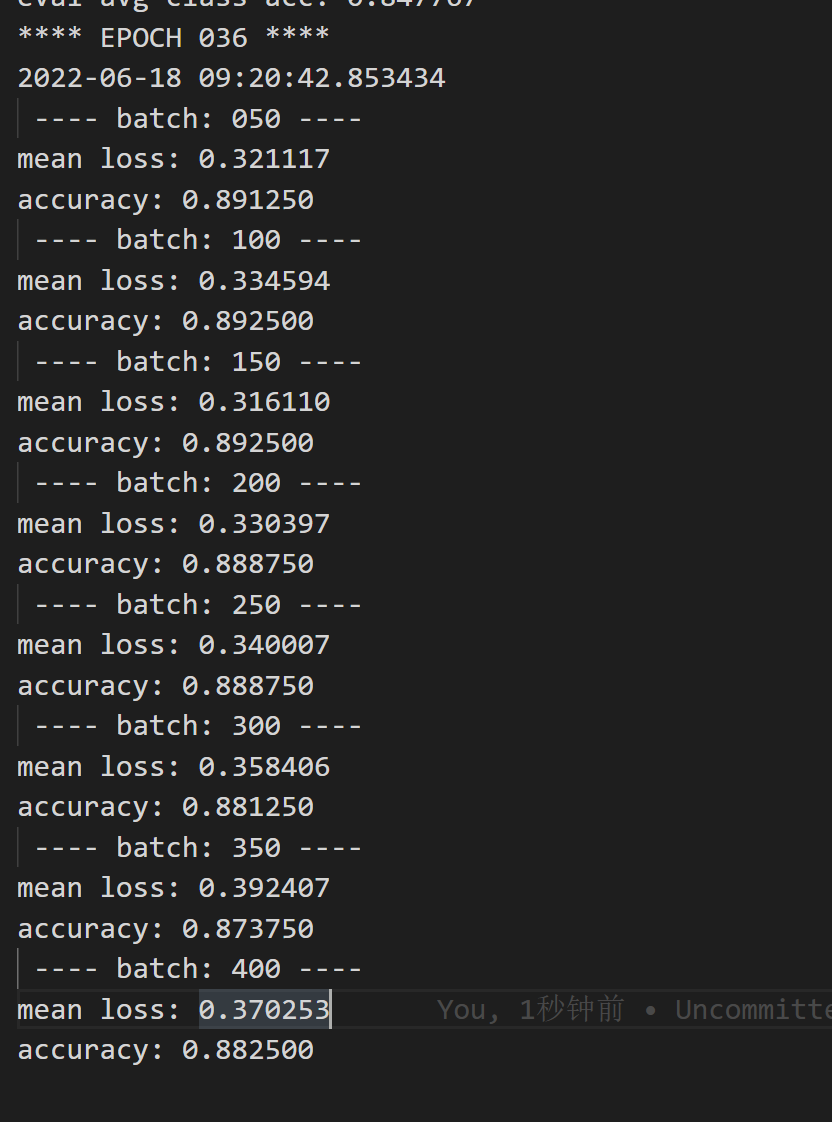 eval avg class acc: 0.847767
**** EPOCH 036 ****
2022-06-18 09:20:42.853434
---- batch: 050 ----
mean loss: 0.321117
accuracy: 0.891250
---- batch: 100 ----
mean loss: 0.334594
accuracy: 0.892500
---- batch: 150 ----
mean loss: 0.316110
accuracy: 0.892500
---- batch: 200 ----
mean loss: 0.330397
accuracy: 0.888750
---- batch: 250 ----
mean loss: 0.340007
accuracy: 0.888750
---- batch: 300 ----
mean loss: 0.358406
accuracy: 0.881250
---- batch: 350 ----
mean loss: 0.392407
accuracy: 0.873750
---- batch: 400 ----
mean loss: 0.370253 You, 1秒钟前 • Uncommitte
accuracy: 0.882500